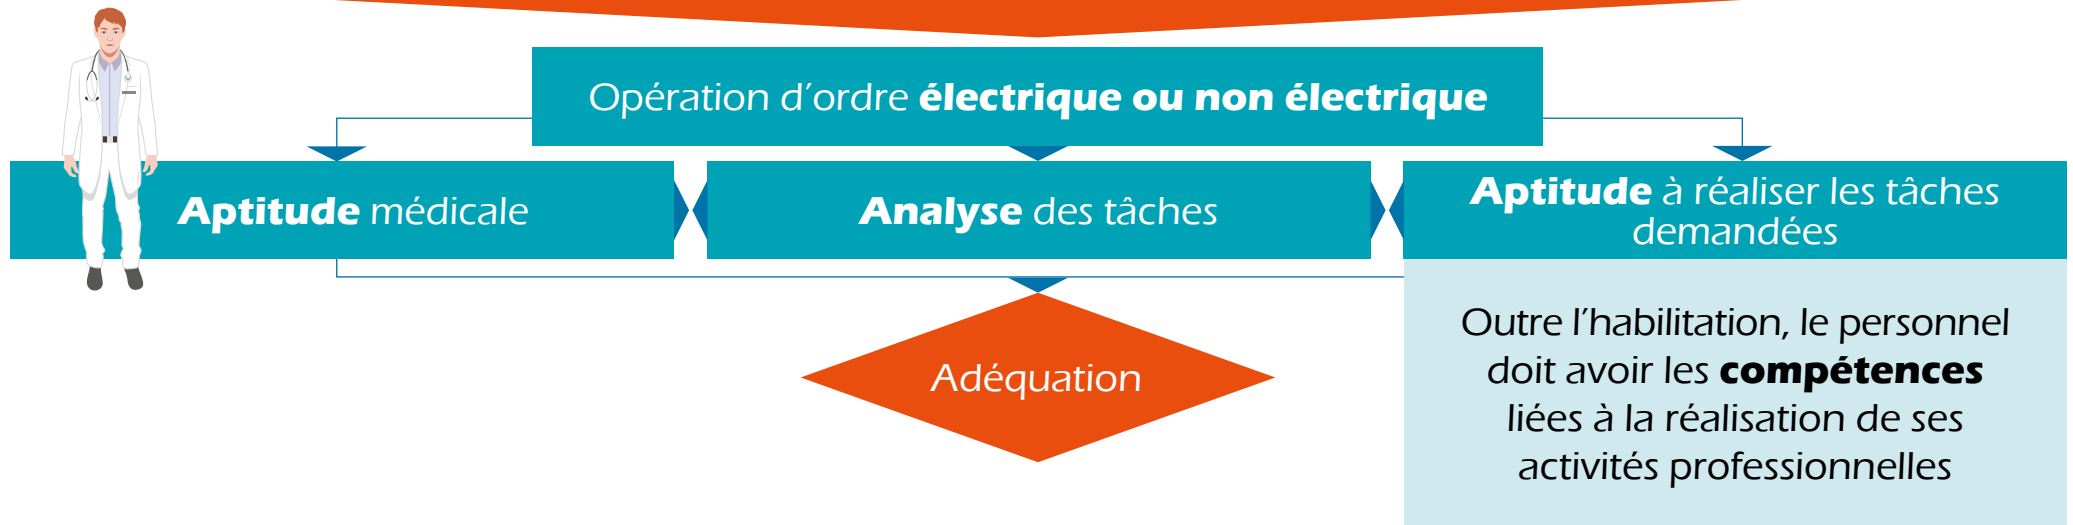 Opération d’ordre électrique ou non électrique
Aptitude médicale
Analyse des tâches
Aptitude à réaliser les tâches
demandées
Adéquation
Outre l’habilitation, le personnel
doit avoir les compétences
liées à la réalisation de ses
activités professionnelles